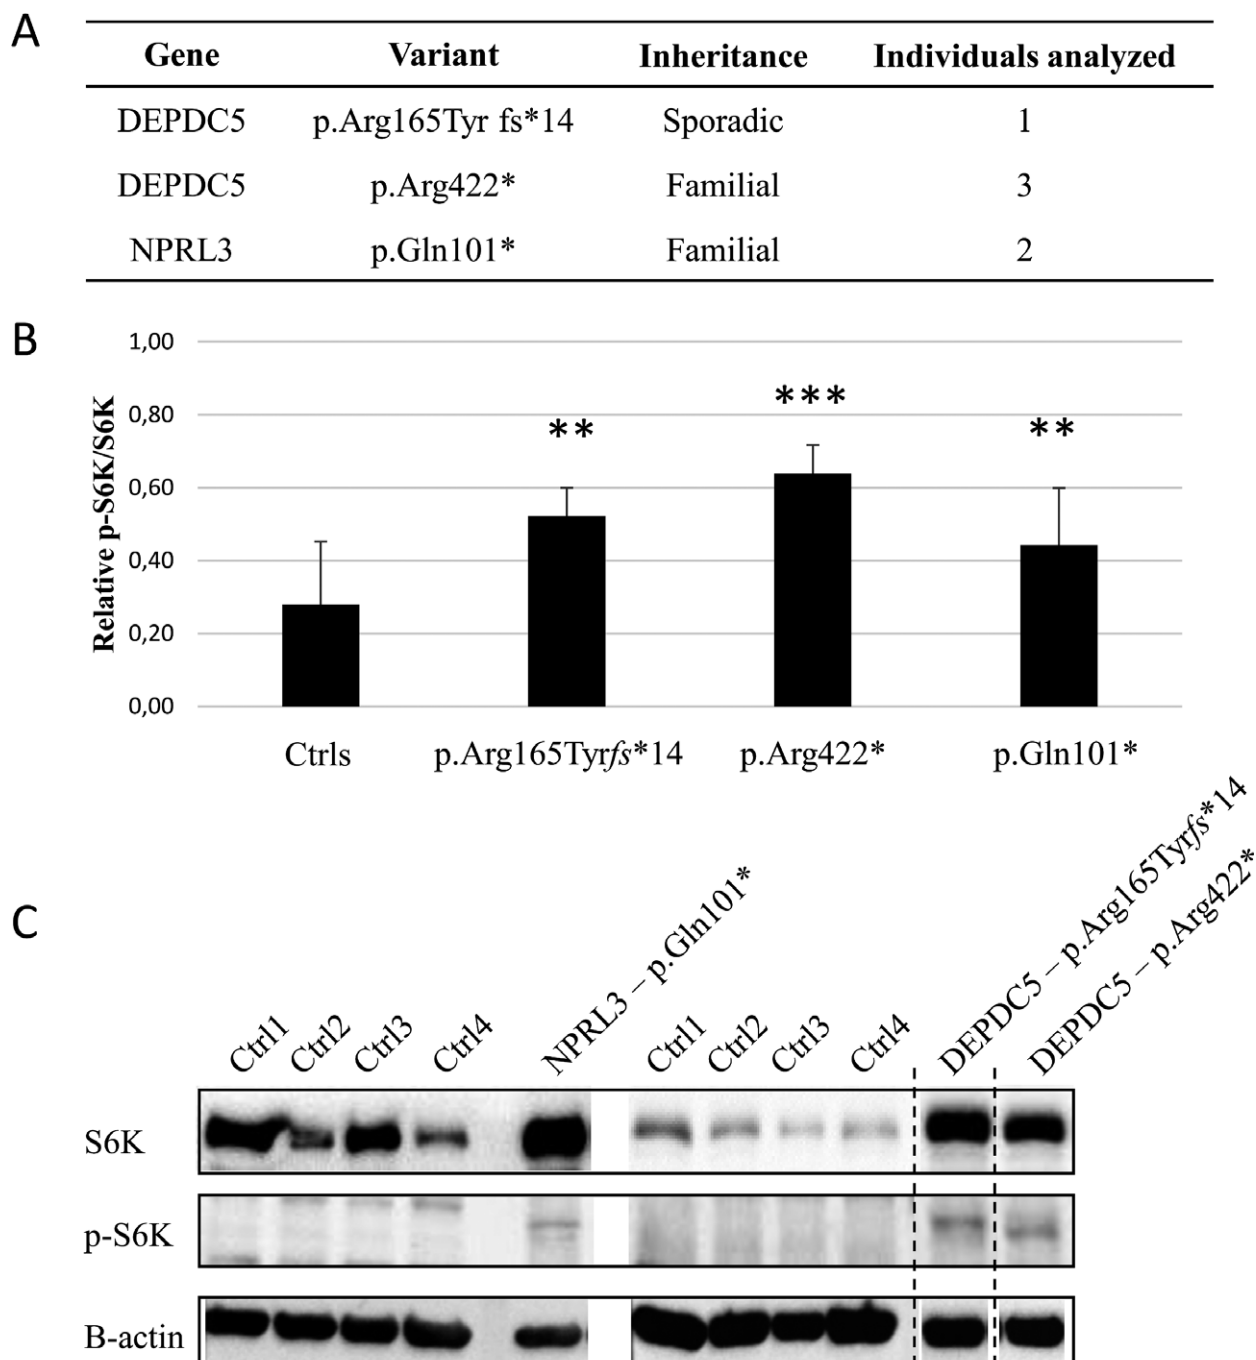 A
Gene Variant Inheritance Individuals analyzed
DEPDC5 p.Arg165Tyr fs*14 Sporadic 1
DEPDC5 p.Arg422* Familial 3
NPRL3 p.Gln101* Familial 2
B
Relative p-S6K/S6K
1,00
0,80
0,60
0,40
0,20
0,00
** *** **
Ctrls p.Arg165Tyrfs*14 p.Arg422* p.Gln101*
C
Ctrl1 Ctrl2 Ctrl3 Ctrl4 NPRL3 – p.Gln101* Ctrl1 Ctrl2 Ctrl3 Ctrl4 DEPDC5 – p.Arg165Tyrfs*14 DEPDC5 – p.Arg422*
S6K
p-S6K
B-actin